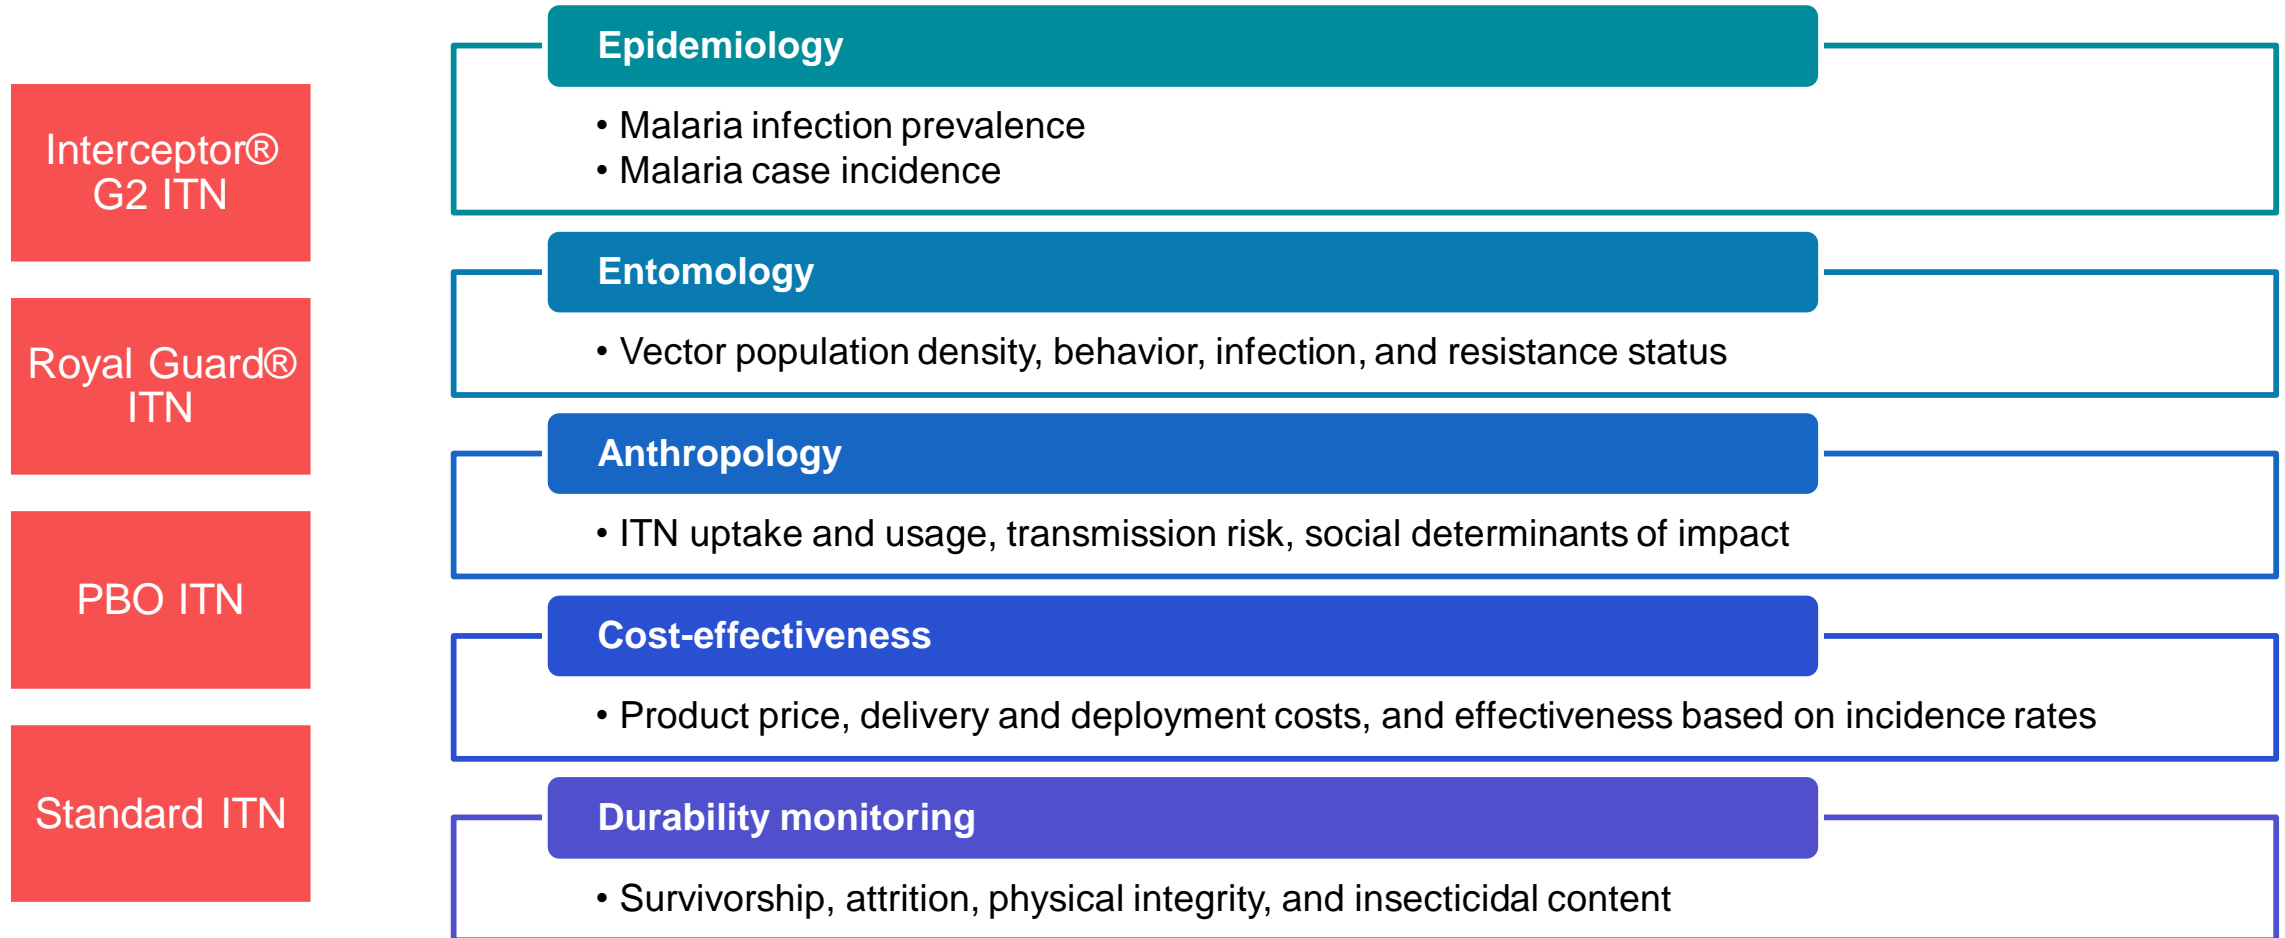 Interceptor®
G2 ITN
Royal Guard®
ITN
PBO ITN
Standard ITN
Epidemiology
• Malaria infection prevalence
• Malaria case incidence
Entomology
• Vector population density, behavior, infection, and resistance status
Anthropology
• ITN uptake and usage, transmission risk, social determinants of impact
Cost-effectiveness
• Product price, delivery and deployment costs, and effectiveness based on incidence rates
Durability monitoring
• Survivorship, attrition, physical integrity, and insecticidal content